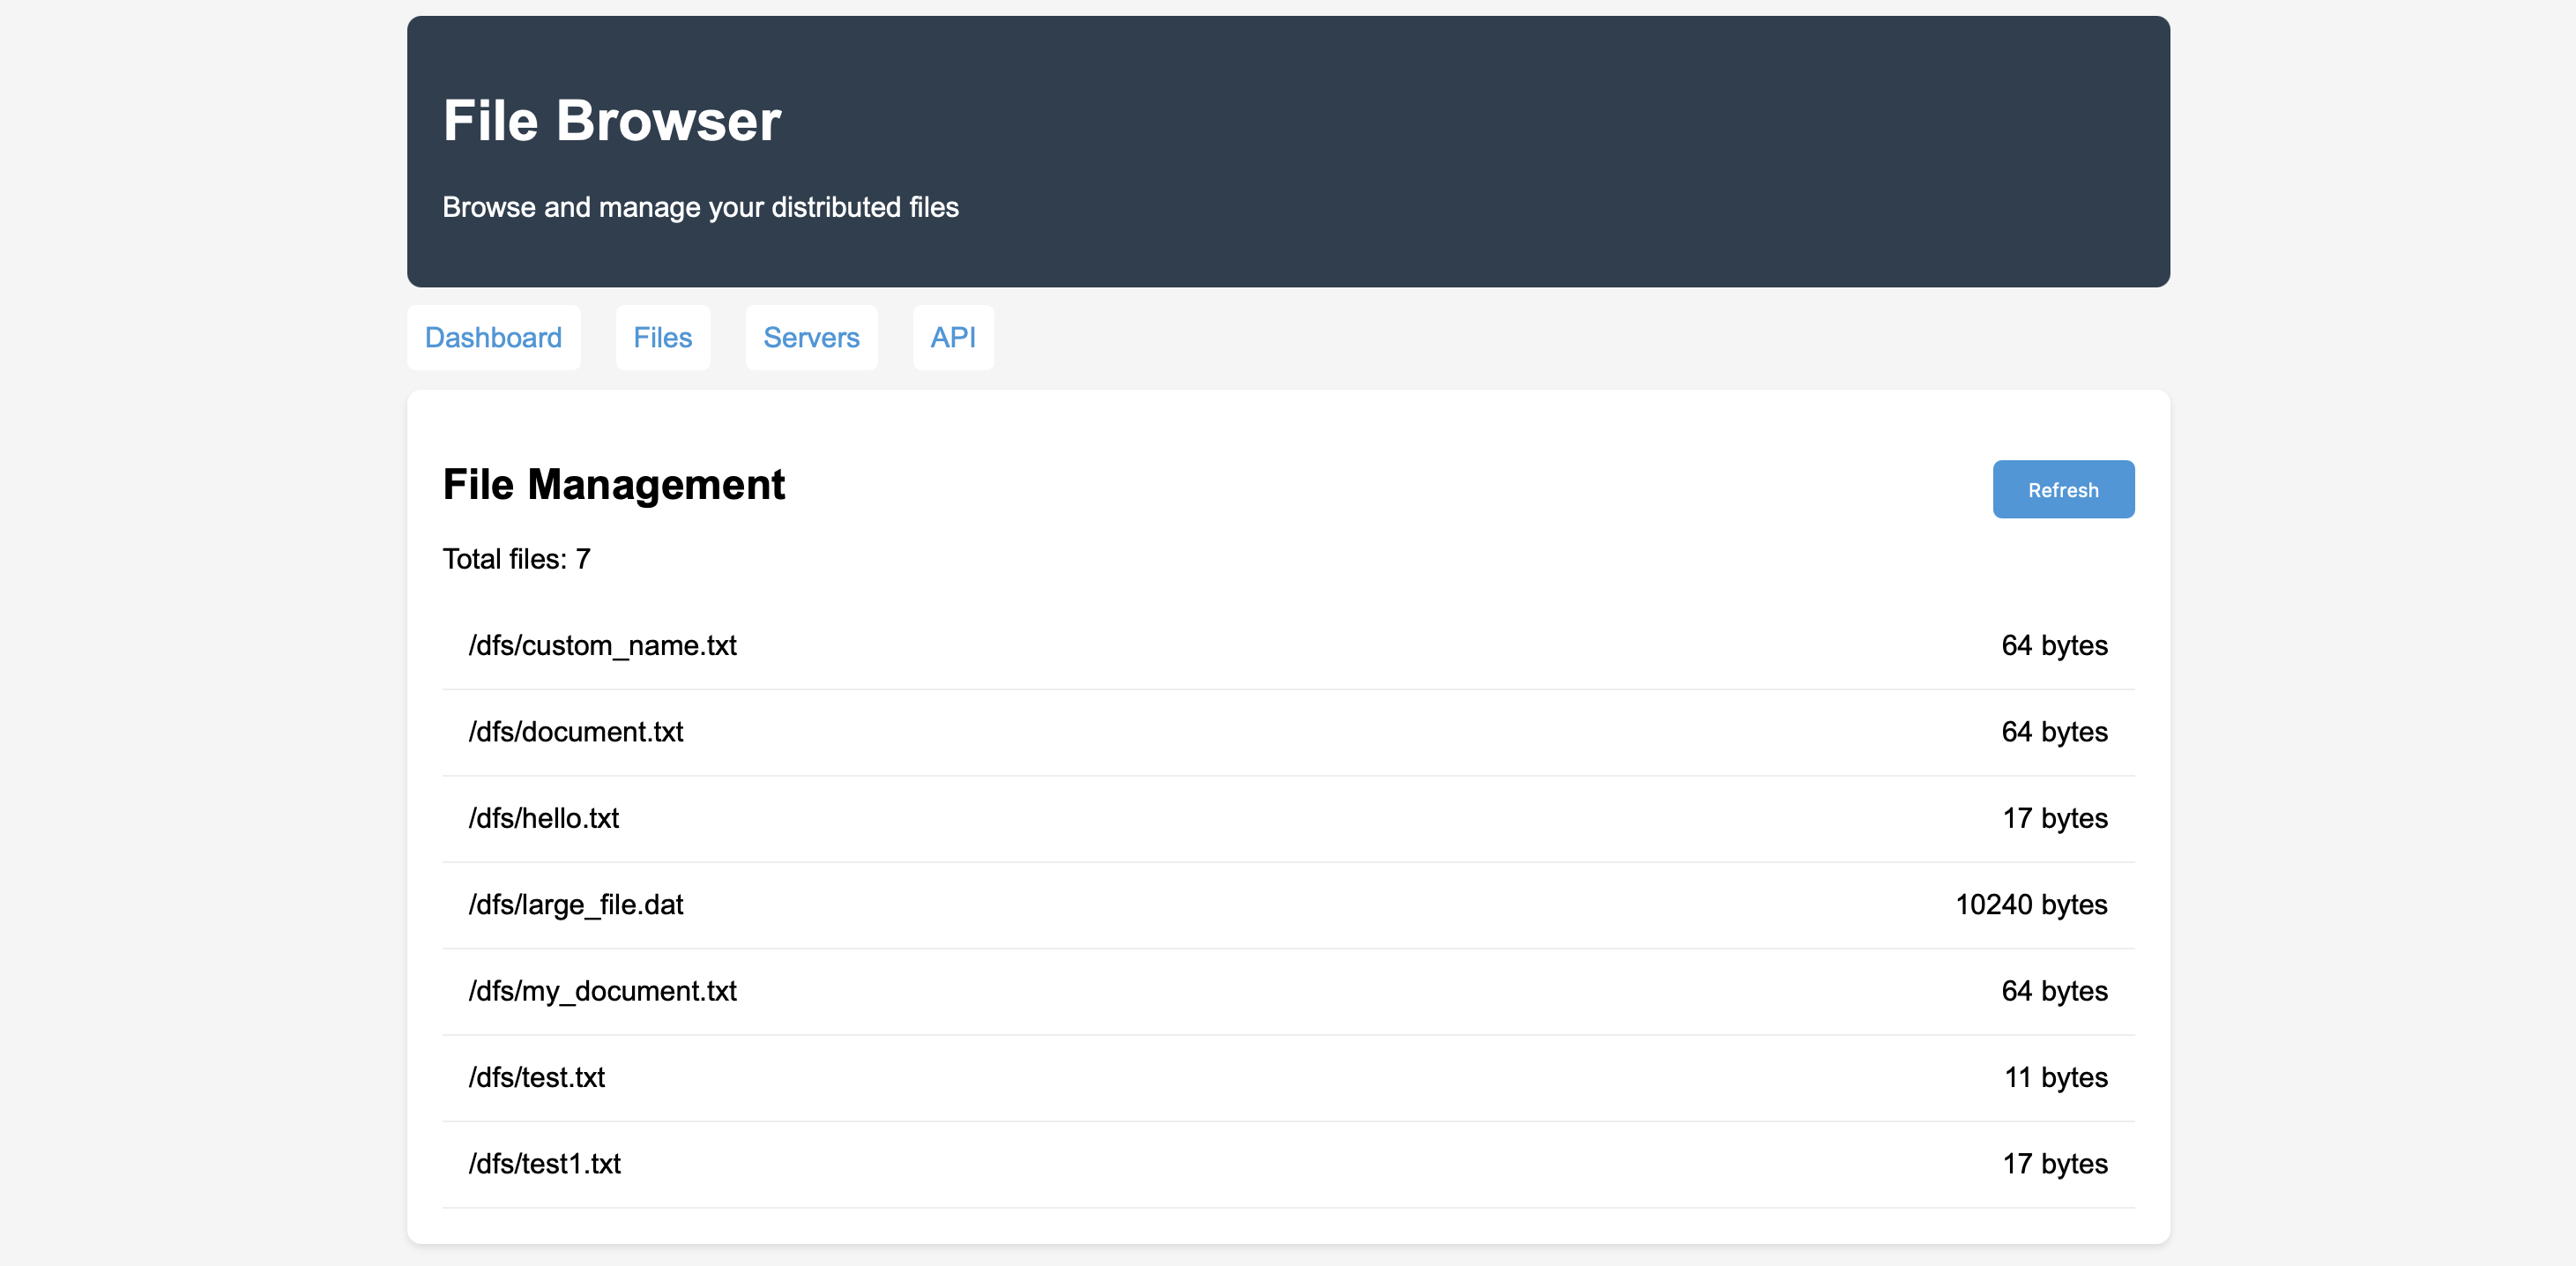 File Browser
Browse and manage your distributed files
Dashboard Files Servers API
File Management Refresh
Total files: 7
/dfs/custom_name.txt 64 bytes
/dfs/document.txt 64 bytes
/dfs/hello.txt 17 bytes
/dfs/large_file.dat 10240 bytes
/dfs/my_document.txt 64 bytes
/dfs/test.txt 11 bytes
/dfs/test1.txt 17 bytes